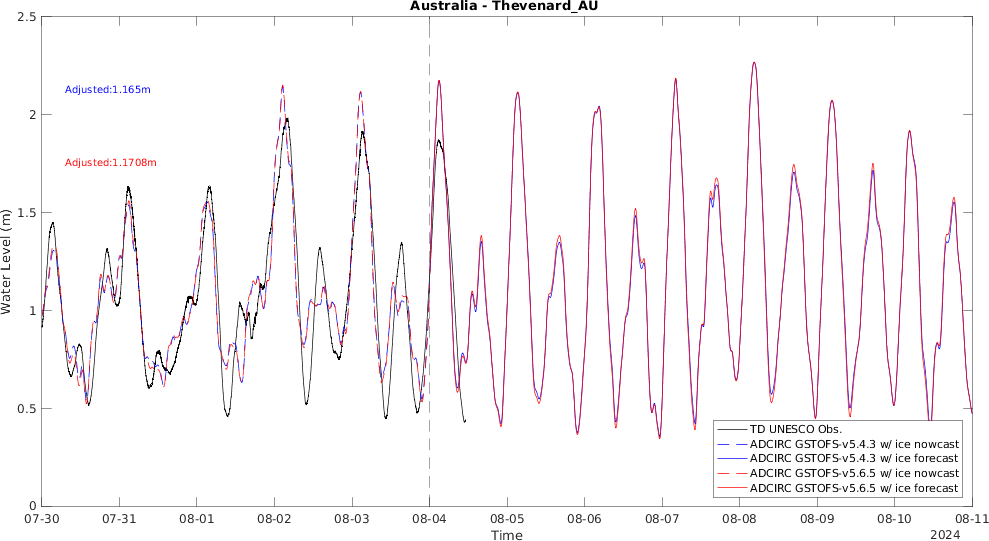 Australia - Thevenard_AU
2.5
2
1.5
1
0.5
0
Water Level (m)
Adjusted:1.165m
Adjusted:1.1708m
TD UNESCO Obs.
ADCIRC GSTOFS-v5.4.3 w/ ice nowcast
ADCIRC GSTOFS-v5.4.3 w/ ice forecast
ADCIRC GSTOFS-v5.6.5 w/ ice nowcast
ADCIRC GSTOFS-v5.6.5 w/ ice forecast
07-30 07-31 08-01 08-02 08-03 08-04 08-05 08-06 08-07 08-08 08-09 08-10 08-11
Time
2024